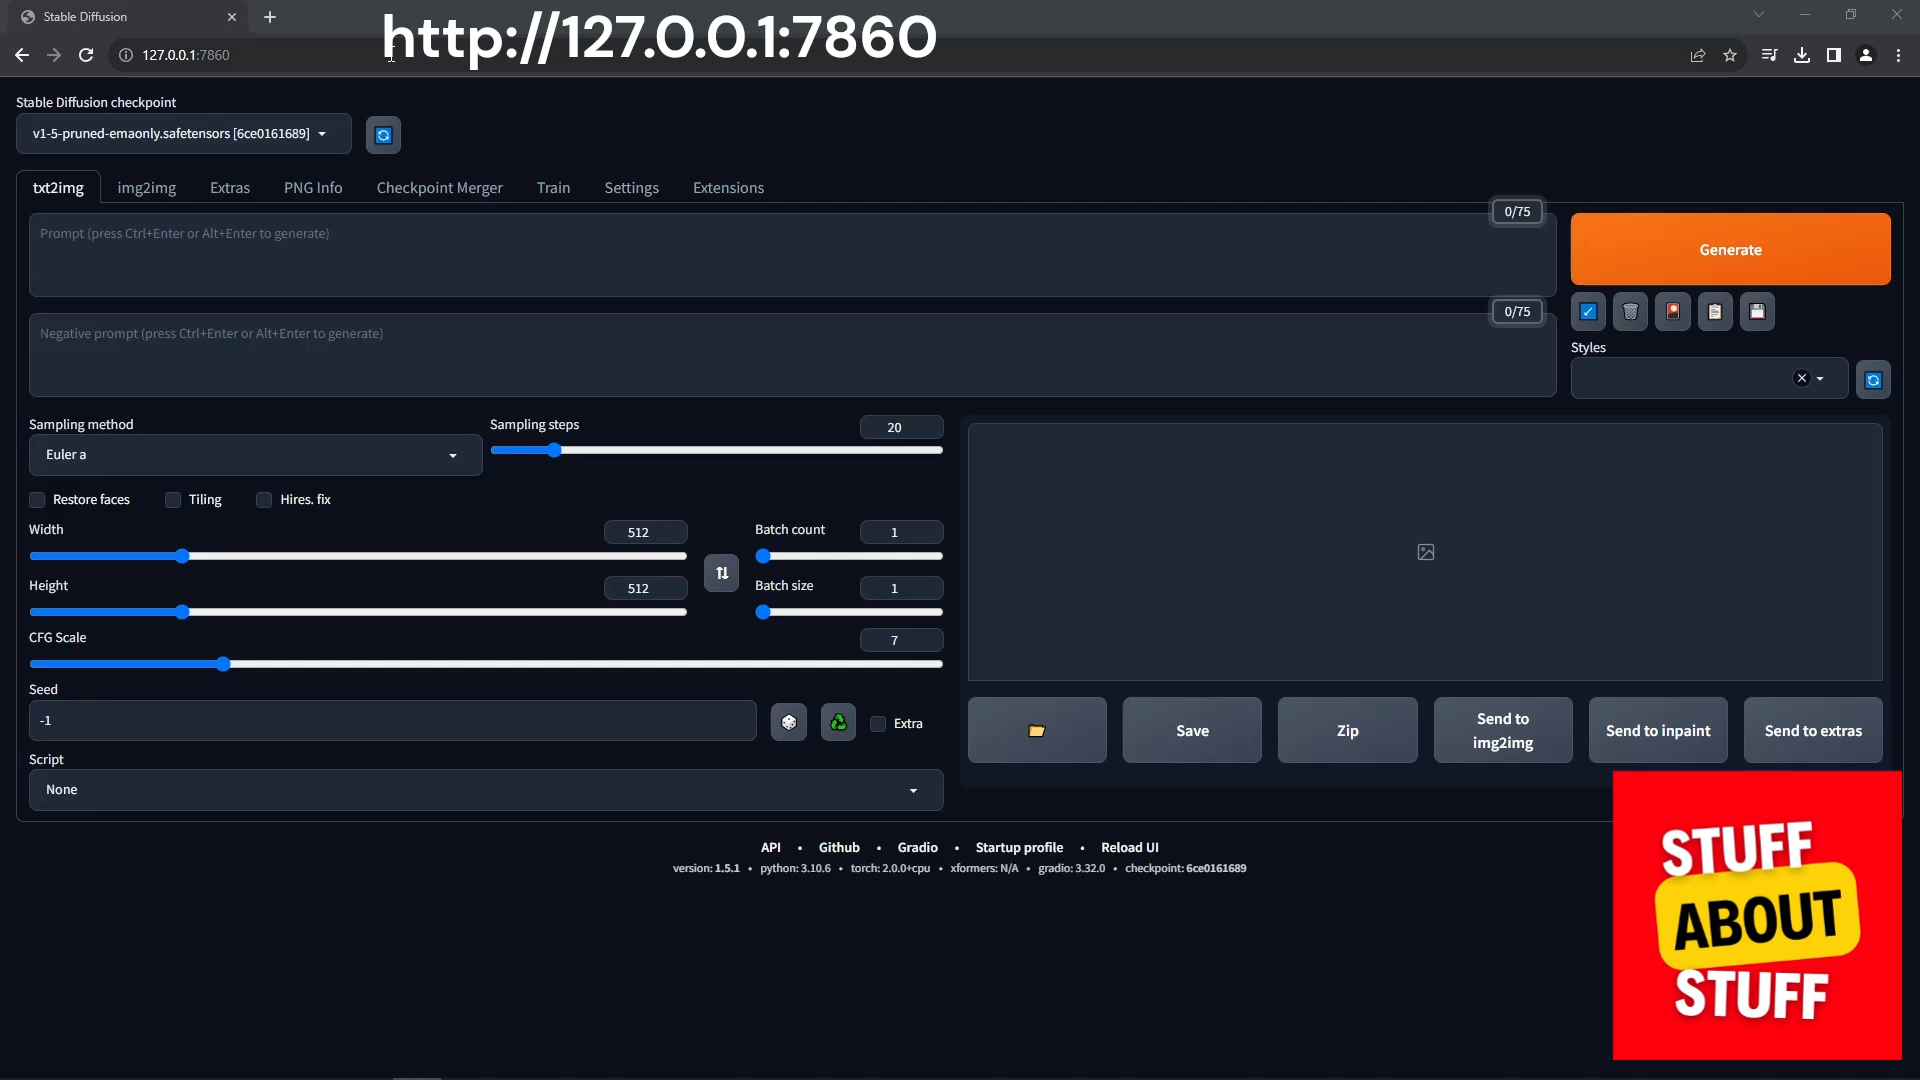 Stable Diffusion
http://127.0.0.1:7860
127.0.0.1:7860
Stable Diffusion checkpoint
v1-5-pruned-emaonly.safetensors [6ce0161689]
txt2img img2img Extras PNG Info Checkpoint Merger Train Settings Extensions
0/75
Prompt (press Ctrl+Enter or Alt+Enter to generate)
Generate
0/75
Negative prompt (press Ctrl+Enter or Alt+Enter to generate)
Styles
Sampling method
Sampling steps
20
Euler a
Restore faces Tiling Hires. fix
Width
512
Batch count
1
Height
512
Batch size
1
CFG Scale
7
Seed
-1
Extra
Script
None
Save
Zip
Send to
img2img
Send to inpaint
Send to extras
API • Github • Gradio • Startup profile • Reload UI
version: 1.5.1 • python: 3.10.6 • torch: 2.0.0+cpu • xformers: N/A • gradio: 3.32.0 • checkpoint: 6ce0161689
STUFF
ABOUT
STUFF